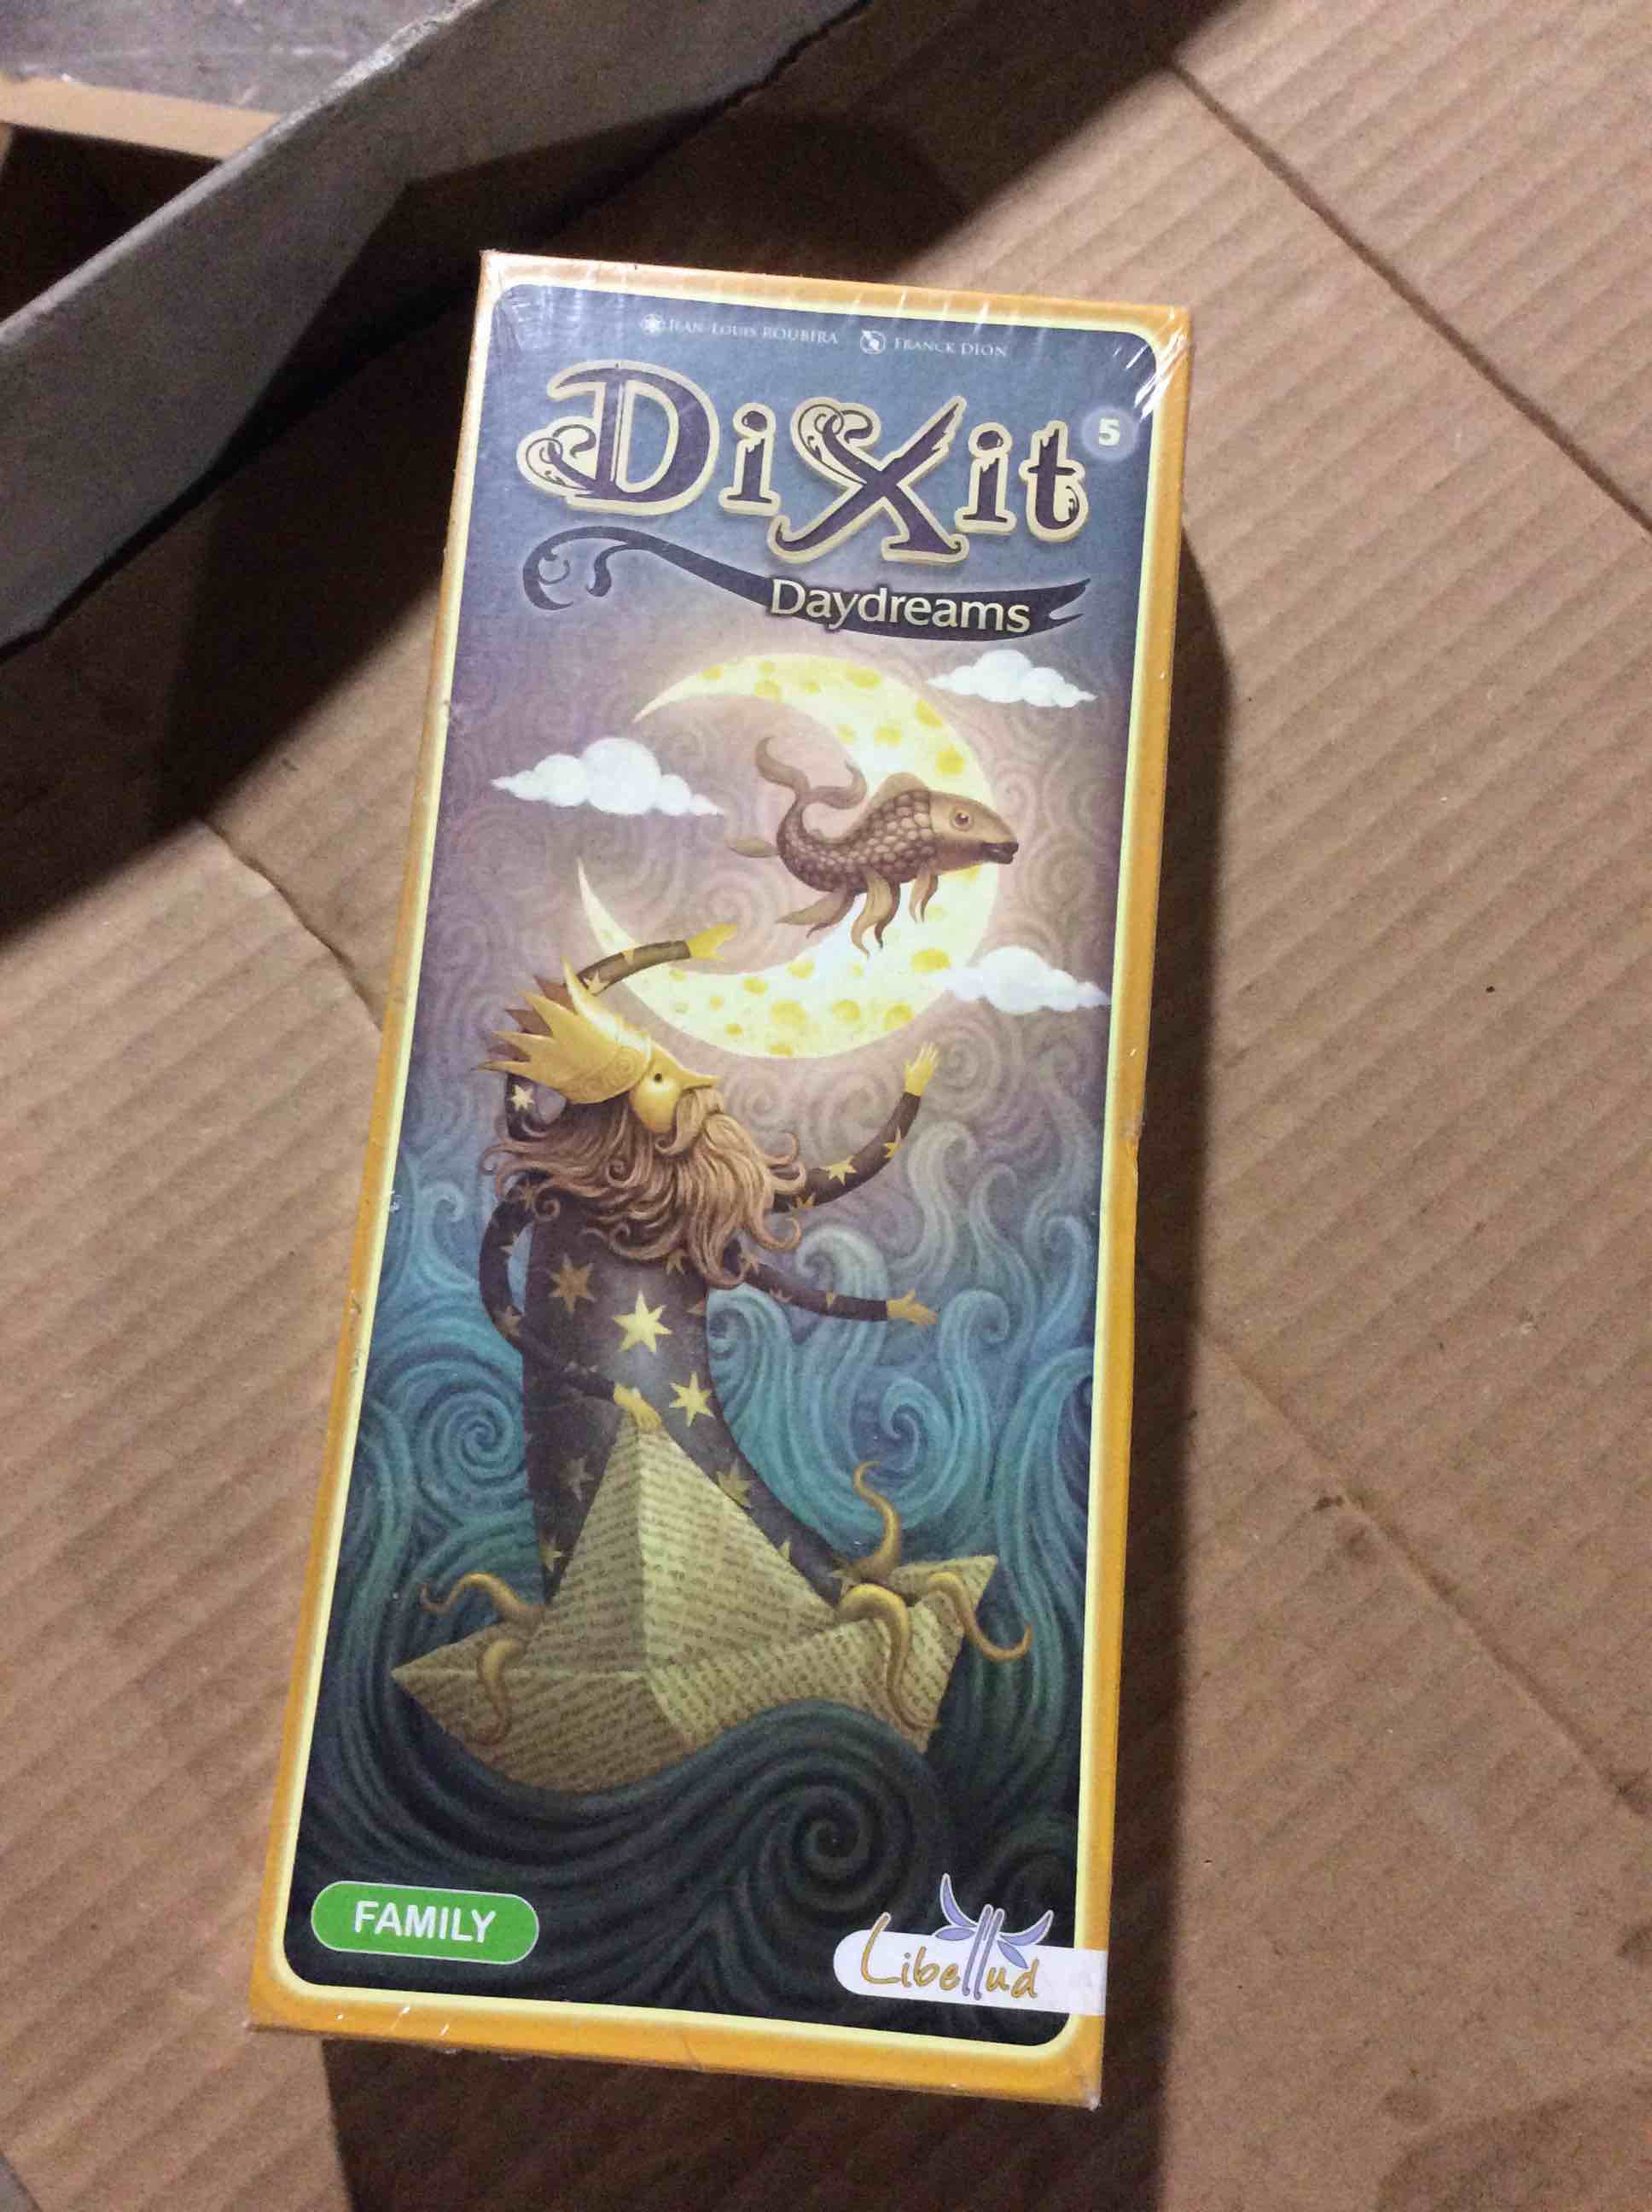 JEAN-LOUIS ROUBIRA FRANCK DION
DiXit 5
Daydreams
FAMILY
Libellud